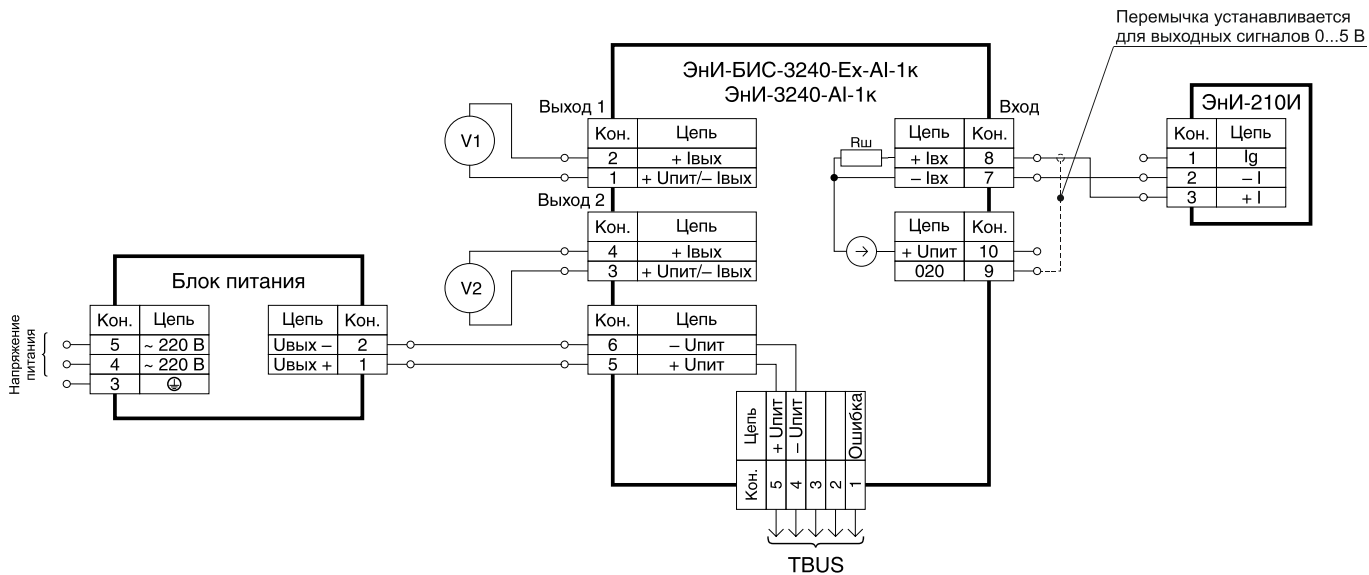 Перемычка устанавливается
для выходных сигналов 0...5 В
ЭнИ-БИС-3240-Ex-AI-1к
ЭнИ-3240-AI-1к
ЭнИ-210И
Выход 1
Кон. Цепь
2 + Iвых
1 + Uпит/– Iвых
V1
Выход 2
Кон. Цепь
4 + Iвых
3 + Uпит/– Iвых
V2
Кон. Цепь
6 – Uпит
5 + Uпит
Вход
Rш
Цепь Кон.
+ Iвх 8
– Iвх 7
Цепь Кон.
+ Uпит 10
020 9
Кон. Цепь
1 Ig
2 – I
3 + I
Блок питания
Напряжение
питания
Кон. Цепь
5 ~ 220 В
4 ~ 220 В
3
Цепь Кон.
Uвых – 2
Uвых + 1
Кон. Цепь
5 + Uпит
4 – Uпит
3
2
1 Ошибка
TBUS